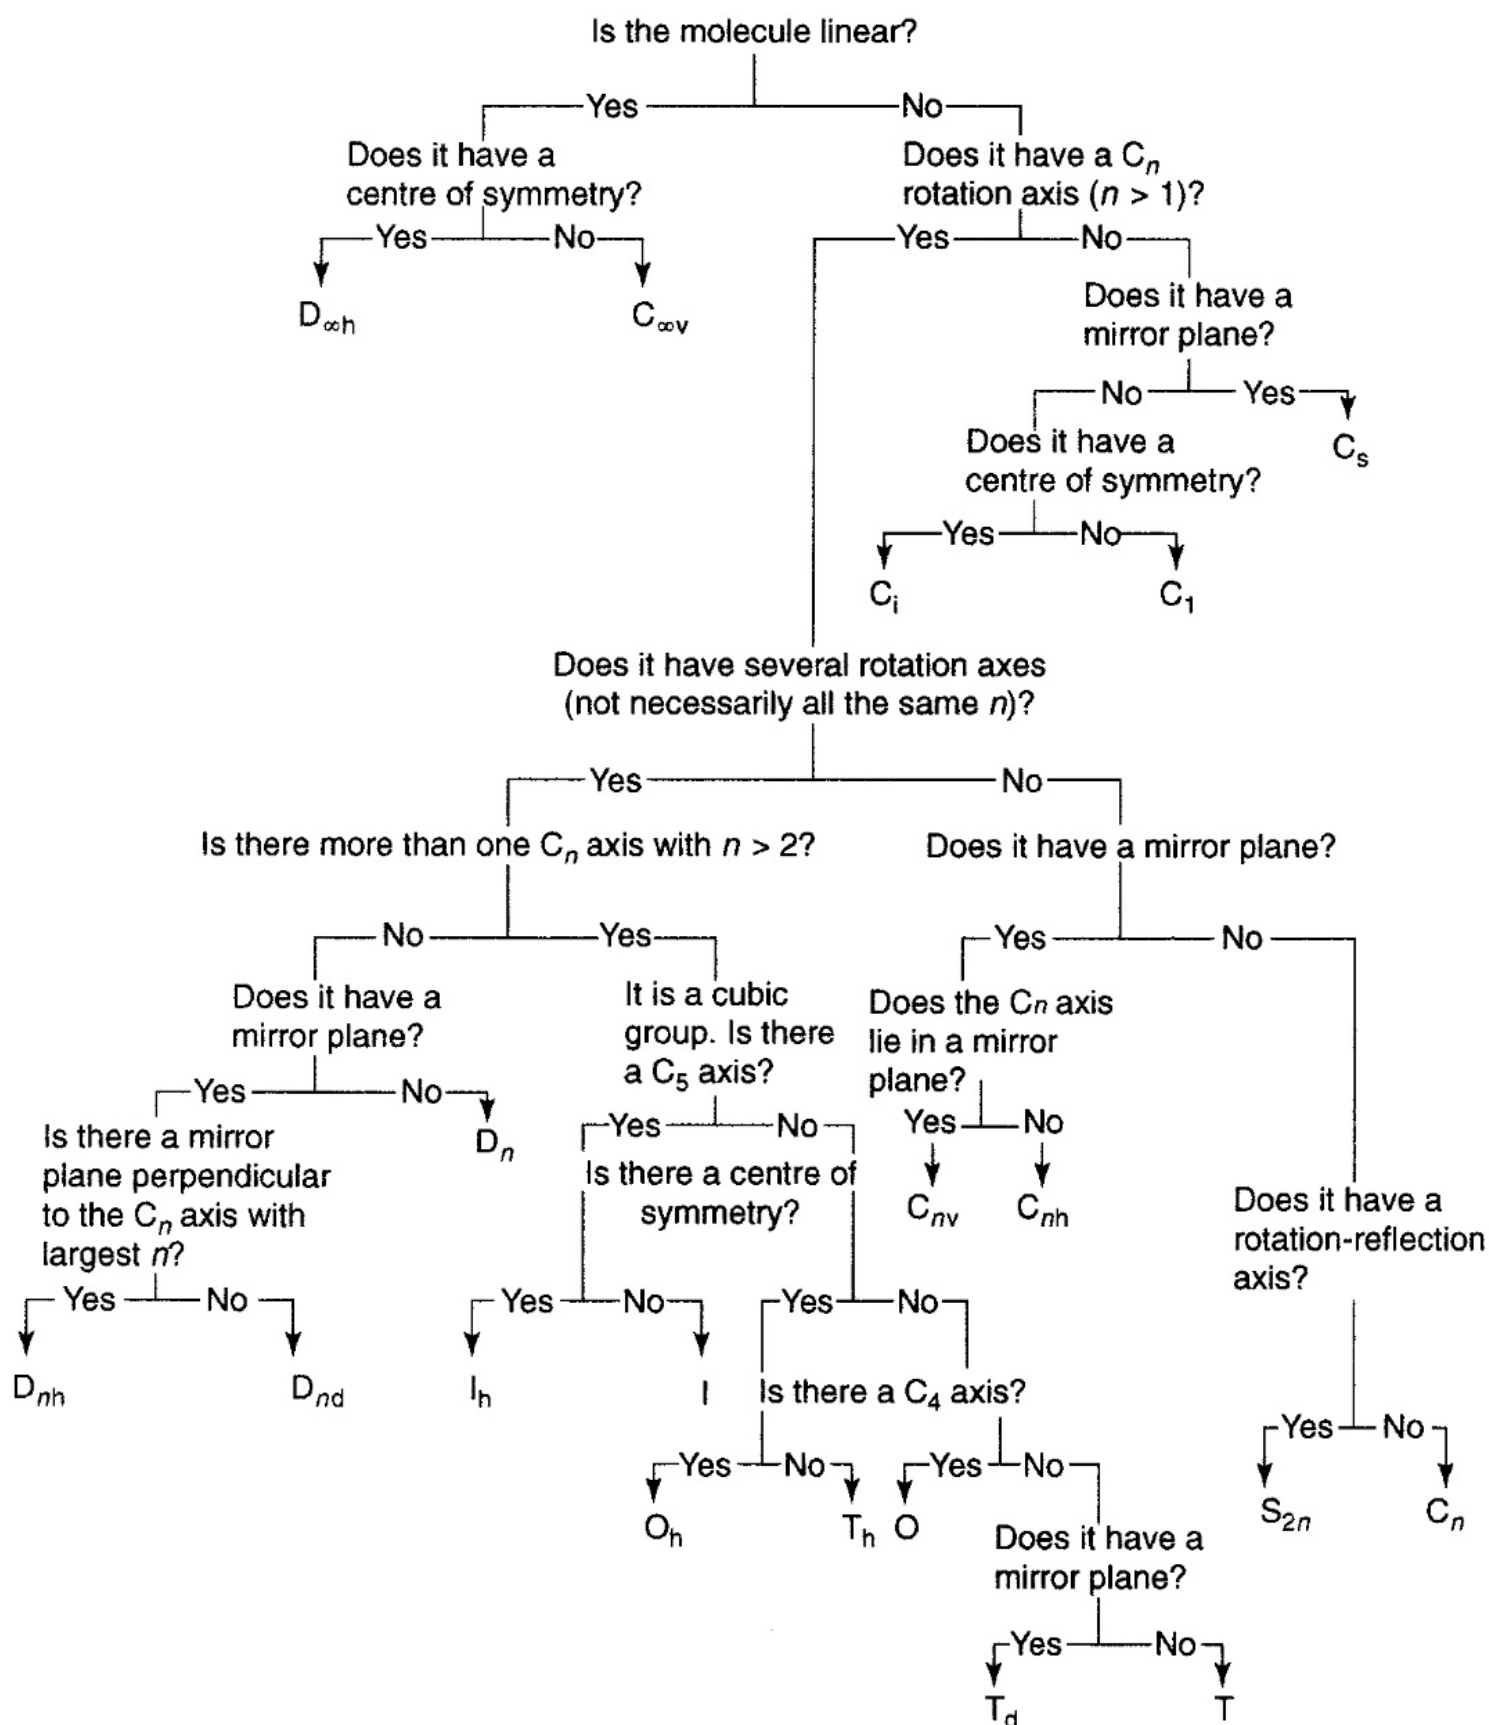 Is the molecule linear?
Yes
No
Does it have a
centre of symmetry?
Does it have a Cn
rotation axis (n > 1)?
Yes
No
Yes
No
D∞h
C∞v
Does it have a
mirror plane?
No
Yes
Cs
Does it have a
centre of symmetry?
Yes
No
Ci
C1
Does it have several rotation axes
(not necessarily all the same n)?
Yes
No
Is there more than one Cn axis with n > 2?
Does it have a mirror plane?
No
Yes
Yes
No
Does it have a
mirror plane?
It is a cubic
group. Is there
a C5 axis?
Does the Cn axis
lie in a mirror
plane?
Yes
No
Dn
Yes
No
Yes
No
Is there a mirror
plane perpendicular
to the Cn axis with
largest n?
Is there a centre of
symmetry?
Cnv
Cnh
Does it have a
rotation-reflection
axis?
Yes
No
Yes
No
Yes
No
Dnh
Dnd
Ih
I
Is there a C4 axis?
Yes
No
Yes
No
Yes
No
Oh
Th
O
S2n
Cn
Does it have a
mirror plane?
Yes
No
Td
T